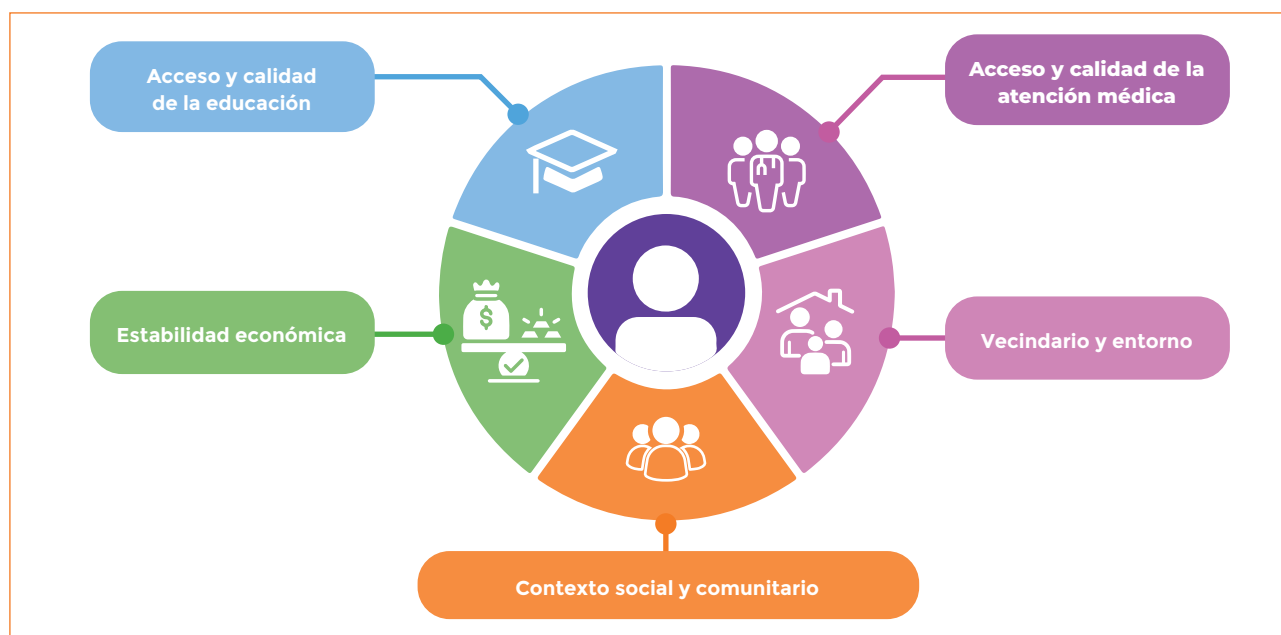 Acceso y calidad
de la educación
Acceso y calidad de la
atención médica
Estabilidad económica
$
Vecindario y entorno
Contexto social y comunitario